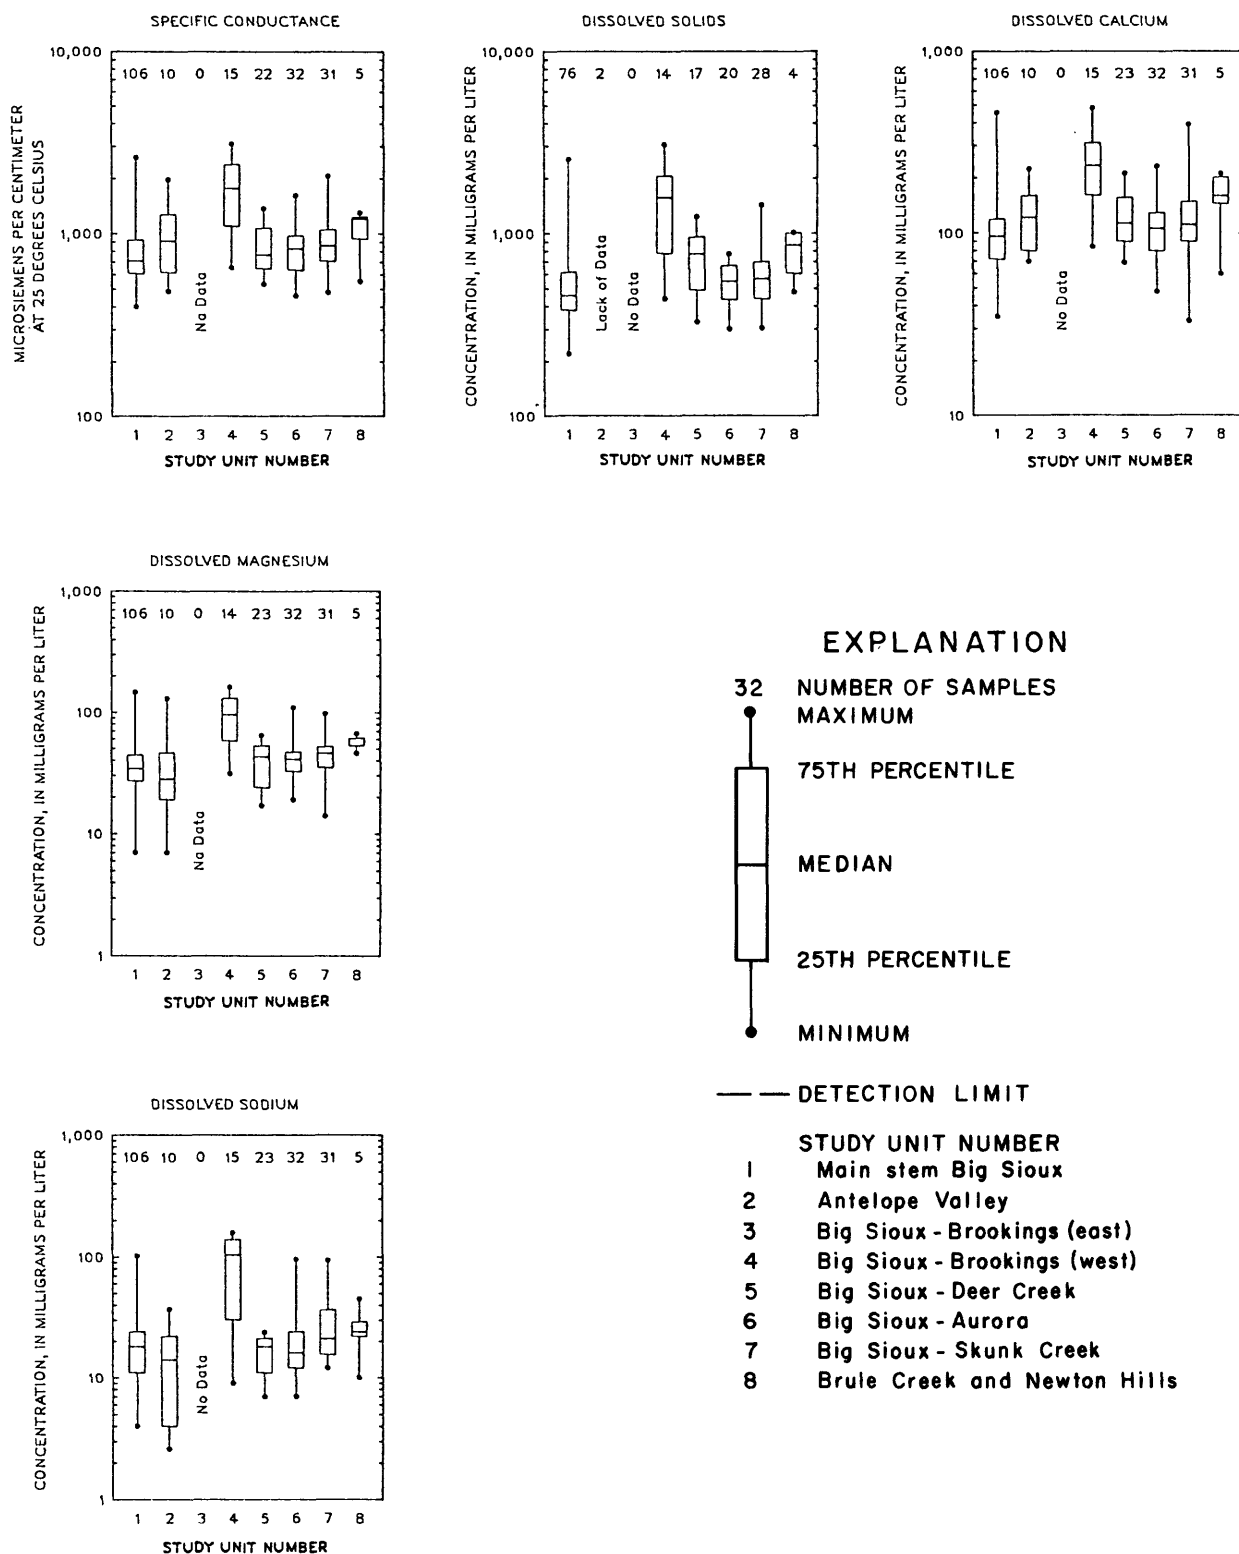 SPECIFIC CONDUCTANCE
MICROSIEMENS PER CENTIMETER
AT 25 DEGREES CELSIUS
10,000
1,000
100
106 10 0 15 22 32 31 5
No Data
1 2 3 4 5 6 7 8
STUDY UNIT NUMBER
DISSOLVED SOLIDS
CONCENTRATION, IN MILLIGRAMS PER LITER
10,000
1,000
100
76 2 0 14 17 20 28 4
Lack of Data
No Data
1 2 3 4 5 6 7 8
STUDY UNIT NUMBER
DISSOLVED CALCIUM
CONCENTRATION, IN MILLIGRAMS PER LITER
1,000
100
10
106 10 0 15 23 32 31 5
No Data
1 2 3 4 5 6 7 8
STUDY UNIT NUMBER
DISSOLVED MAGNESIUM
CONCENTRATION, IN MILLIGRAMS PER LITER
1,000
100
10
1
106 10 0 14 23 32 31 5
No Data
1 2 3 4 5 6 7 8
STUDY UNIT NUMBER
DISSOLVED SODIUM
CONCENTRATION, IN MILLIGRAMS PER LITER
1,000
100
10
1
106 10 0 15 23 32 31 5
No Data
1 2 3 4 5 6 7 8
STUDY UNIT NUMBER
EXPLANATION
32 NUMBER OF SAMPLES
MAXIMUM
75TH PERCENTILE
MEDIAN
25TH PERCENTILE
MINIMUM
DETECTION LIMIT
STUDY UNIT NUMBER
1 Main stem Big Sioux
2 Antelope Valley
3 Big Sioux - Brookings (east)
4 Big Sioux - Brookings (west)
5 Big Sioux - Deer Creek
6 Big Sioux - Aurora
7 Big Sioux - Skunk Creek
8 Brule Creek and Newton Hills